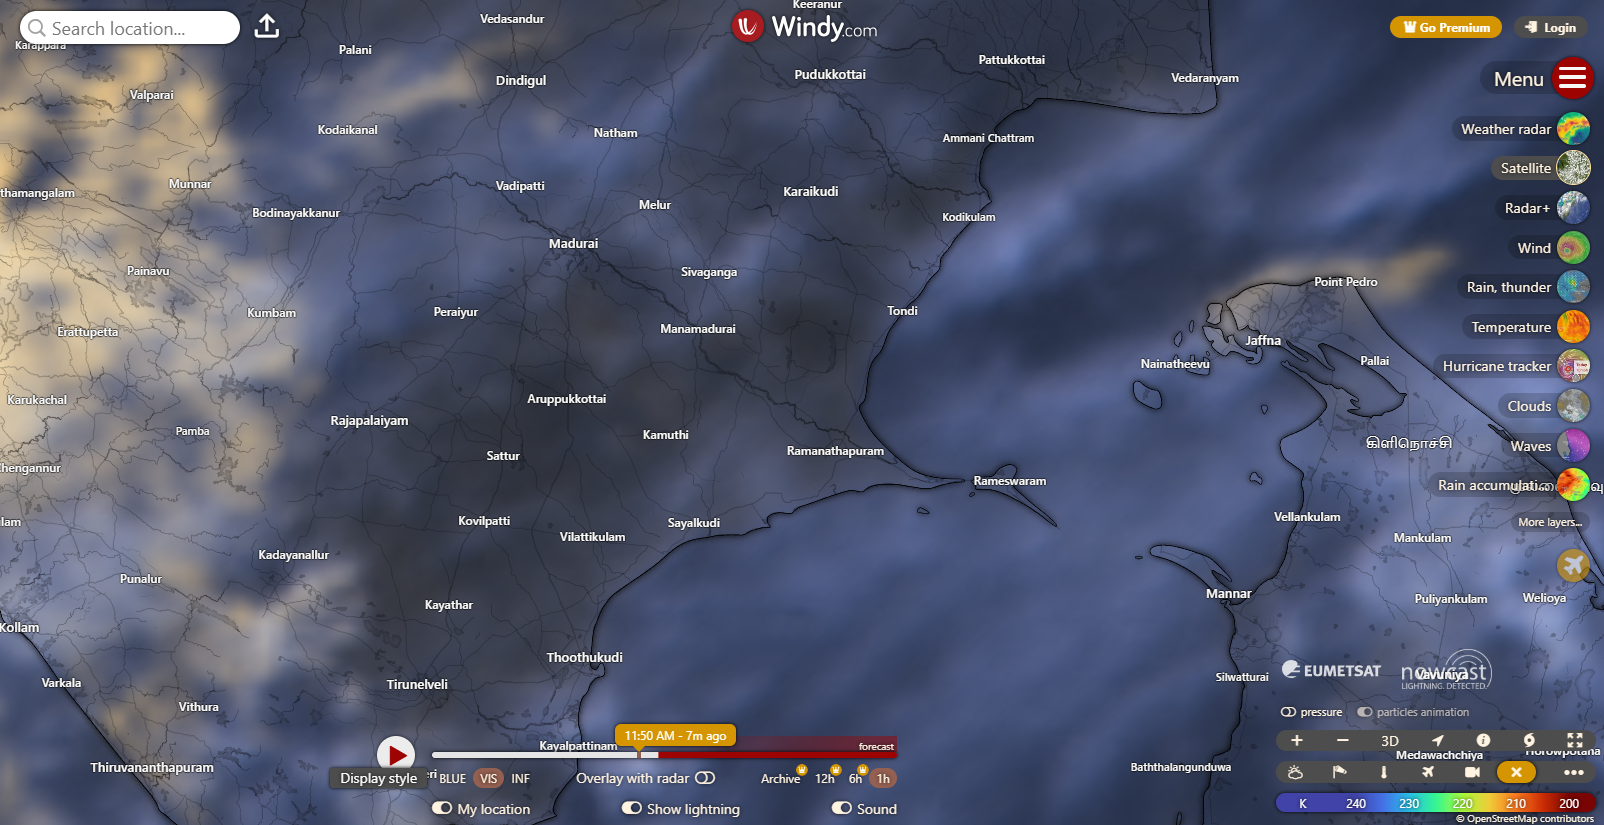 Keeranur
Search location...
Vedasandur
Windy.com
Go Premium
Login
Karappara
Palani
Pattukkottai
Dindigul
Pudukkottai
Vedaranyam
Menu
Valparai
Kodaikanal
Natham
Ammani Chattram
Weather radar
Satellite
Munnar
Vadipatti
Karaikudi
thamangalam
Melur
Radar+
Bodinayakkanur
Kodikulam
Madurai
Wind
Painavu
Sivaganga
Point Pedro
Rain, thunder
Kumbam
Peraiyur
Tondi
Erattupetta
Manamadurai
Temperature
Jaffna
Nainatheevu
Pallai
Hurricane tracker
Karukachal
Aruppukkottai
Clouds
Rajapalaiyam
Pamba
Kamuthi
கிளிநொச்சி
Waves
Sattur
Ramanathapuram
hengannur
Rameswaram
Rain accumulati
lam
Kovilpatti
Sayalkudi
Vellankulam
More layers...
Vilattikulam
Mankulam
Kadayanallur
Punalur
Kayathar
Mannar
Puliyankulam
Welioya
Kollam
Thoothukudi
EUMETSAT
nowcast
Vavuniya
LIGHTNING. DETECTED.
Varkala
Tirunelveli
Silwatturai
Vithura
pressure
particles animation
11:50 AM - 7m ago
Kayalpattinam
forecast
3D
Medawachchiya
Horowpotana
Thiruvananthapuram
Baththalangunduwa
Display style
eri
BLUE
VIS
INF
Overlay with radar
Archive
12h
6h
1h
My location
Show lightning
Sound
K
240
230
220
210
200
© OpenStreetMap contributors